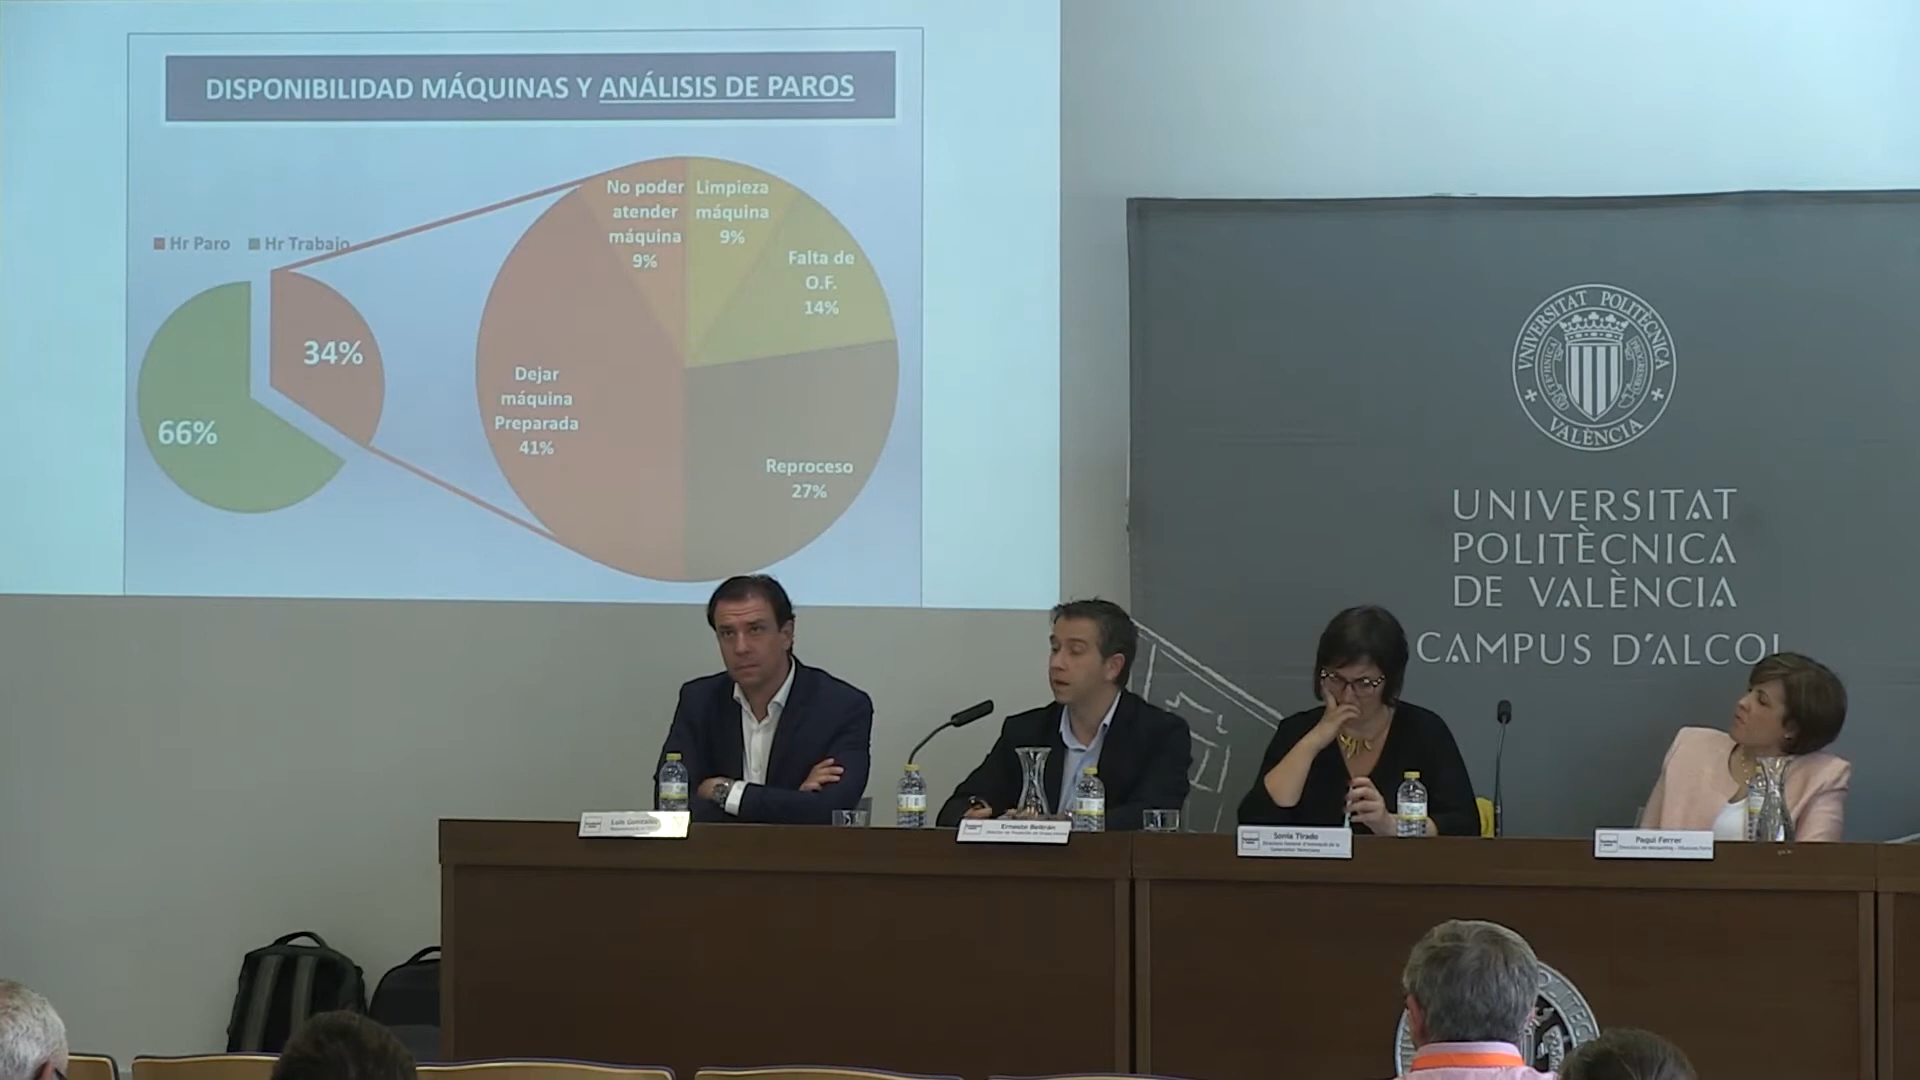 DISPONIBILIDAD MÁQUINAS Y ANÁLISIS DE PAROS
Hr Paro
Hr Trabajo
34%
66%
No poder
atender
máquina
9%
Limpieza
máquina
9%
Falta de
O.F.
14%
Dejar
máquina
Preparada
41%
Reproceso
27%
UNIVERSITAT POLITÈCNICA
VALÈNCIA
UNIVERSITAT
POLITÈCNICA
DE VALÈNCIA
CAMPUS D'ALCOI
Luis Gonzalez
Ernesto Beltrán
Sonia Tirado
Paqui Ferrer